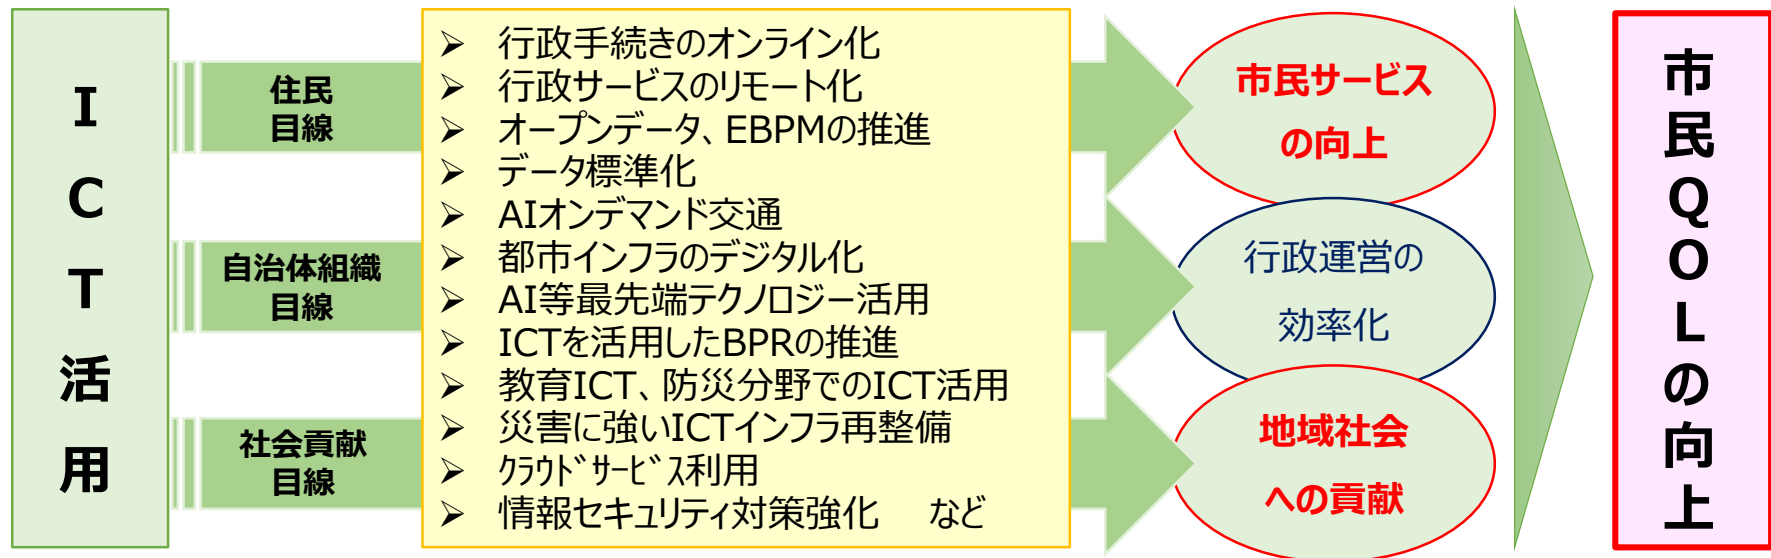 ICT活用
住民
目線
自治体組織
目線
社会貢献
目線
➢ 行政手続きのオンライン化
➢ 行政サービスのリモート化
➢ オープンデータ、EBPMの推進
➢ データ標準化
➢ AIオンデマンド交通
➢ 都市インフラのデジタル化
➢ AI等最先端テクノロジー活用
➢ ICTを活用したBPRの推進
➢ 教育ICT、防災分野でのICT活用
➢ 災害に強いICTインフラ再整備
➢ クラウドサービス利用
➢ 情報セキュリティ対策強化 など
市民サービス
の向上
行政運営の
効率化
地域社会
への貢献
市民QOLの向上